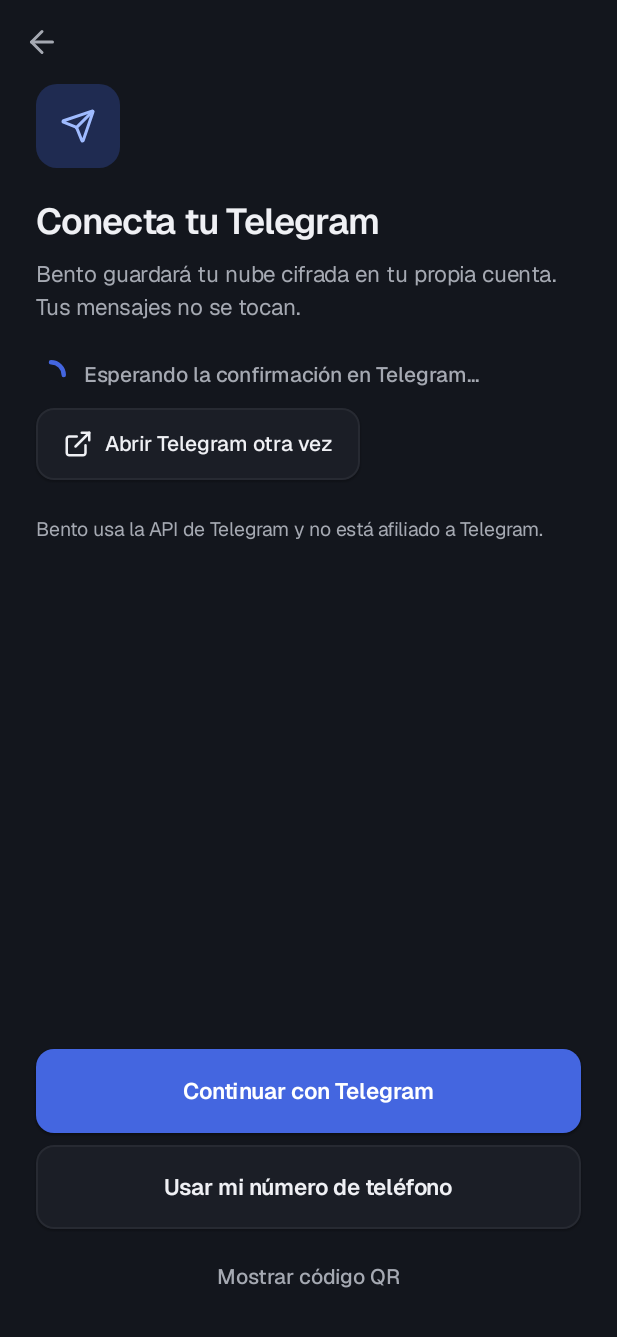 Conecta tu Telegram
Bento guardará tu nube cifrada en tu propia cuenta.
Tus mensajes no se tocan.
Esperando la confirmación en Telegram...
Abrir Telegram otra vez
Bento usa la API de Telegram y no está afiliado a Telegram.
Continuar con Telegram
Usar mi número de teléfono
Mostrar código QR